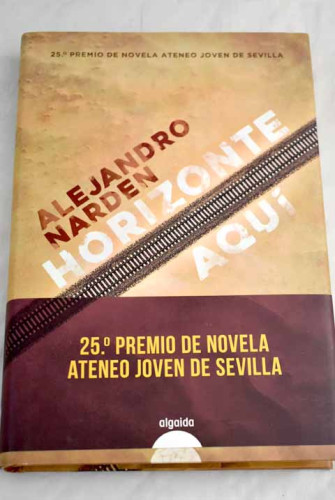 25.º PREMIO DE NOVELA ATENEO JOVEN DE SEVILLA
ALEJANDRO
NARDEN
HORIZONTE
AQUÍ
25.º PREMIO DE NOVELA
ATENEO JOVEN DE SEVILLA
algaida